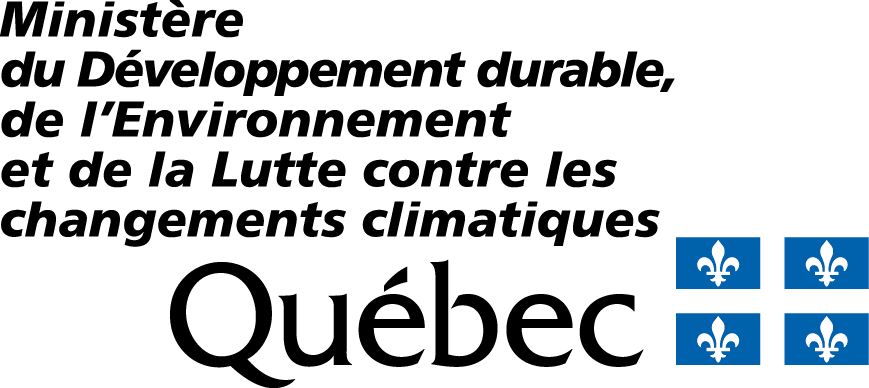 Ministère
du Développement durable,
de l’Environnement
et de la Lutte contre les
changements climatiques
Québec